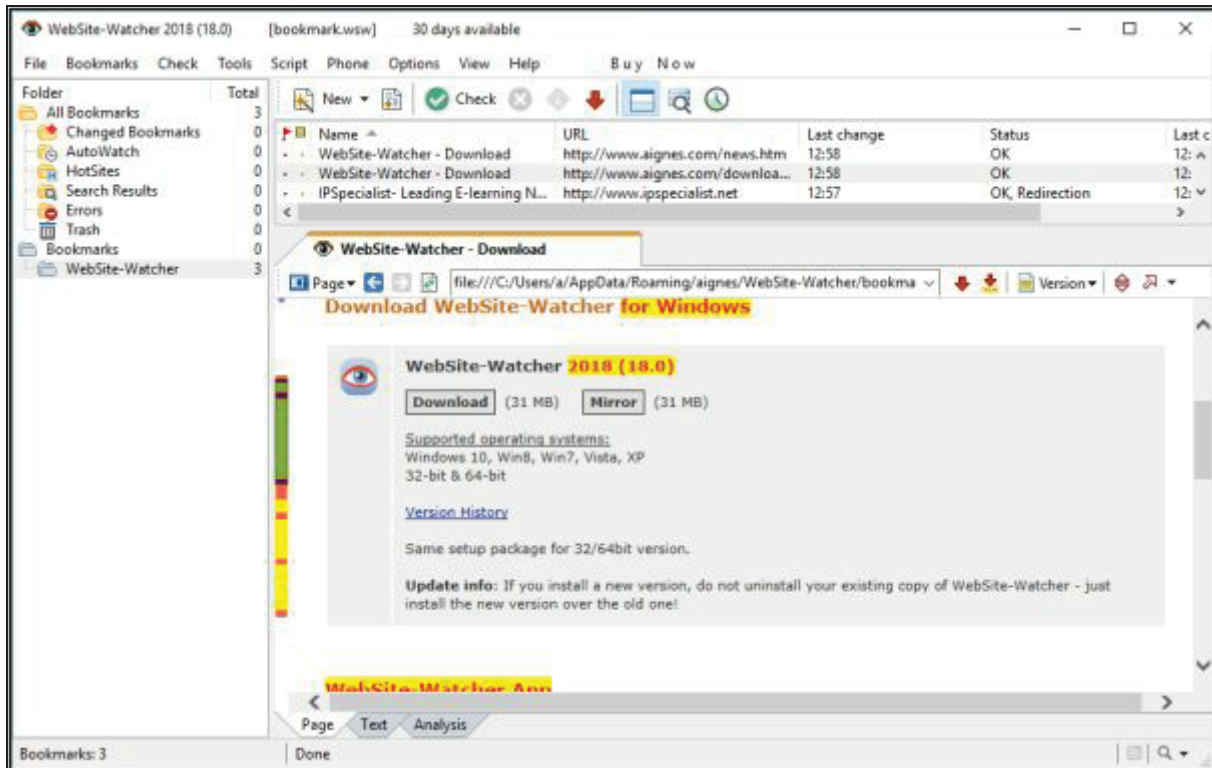 WebSite-Watcher 2018 (18.0) [bookmark.wsw] 30 days available
File Bookmarks Check Tools Script Phone Options View Help Buy Now
Folder Total
All Bookmarks 3
Changed Bookmarks 0
AutoWatch 0
HotSites 0
Search Results 0
Errors 0
Trash 0
Bookmarks 0
WebSite-Watcher 3
New Check
Name URL Last change Status Last c
WebSite-Watcher - Download http://www.aignes.com/news.htm 12:58 OK 12:
WebSite-Watcher - Download http://www.aignes.com/downloa... 12:58 OK 12:
IPSpecialist- Leading E-learning N... http://www.ipspecialist.net 12:57 OK, Redirection 12:
WebSite-Watcher - Download
Page file:///C:/Users/a/AppData/Roaming/aignes/WebSite-Watcher/bookma Version
Download WebSite-Watcher for Windows
WebSite-Watcher 2018 (18.0)
Download (31 MB) Mirror (31 MB)
Supported operating systems:
Windows 10, Win8, Win7, Vista, XP
32-bit & 64-bit
Version History
Same setup package for 32/64bit version.
Update info: If you install a new version, do not uninstall your existing copy of WebSite-Watcher - just
install the new version over the old one!
WebSite-Watcher App
Page Text Analysis
Bookmarks: 3 Done